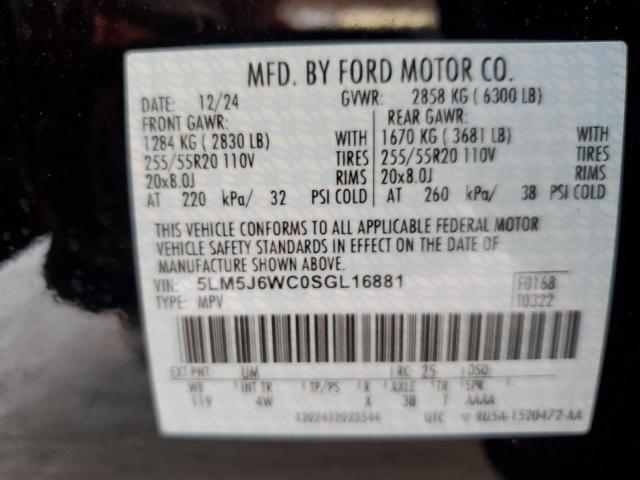 MFD. BY FORD MOTOR CO.
DATE: 12/24 GVWR: 2858 KG ( 6300 LB)
FRONT GAWR: REAR GAWR:
1284 KG ( 2830 LB) WITH 1670 KG ( 3681 LB) WITH
255/55R20 110V TIRES 255/55R20 110V TIRES
20x8.0J RIMS 20x8.0J RIMS
AT 220 kPa/ 32 PSI COLD AT 260 kPa/ 38 PSI COLD
THIS VEHICLE CONFORMS TO ALL APPLICABLE FEDERAL MOTOR
VEHICLE SAFETY STANDARDS IN EFFECT ON THE DATE OF
MANUFACTURE SHOWN ABOVE.
VIN: 5LM5J6WC0SGL16881 F0168
TYPE: MPV T0322
EXT PNT: UM RC: 25 DSO:
WB INT TR TP/PS R AXLE TR SPR
119 4W X 38 T AAAA
1202412023544 UTC RU5A-1520472-AA